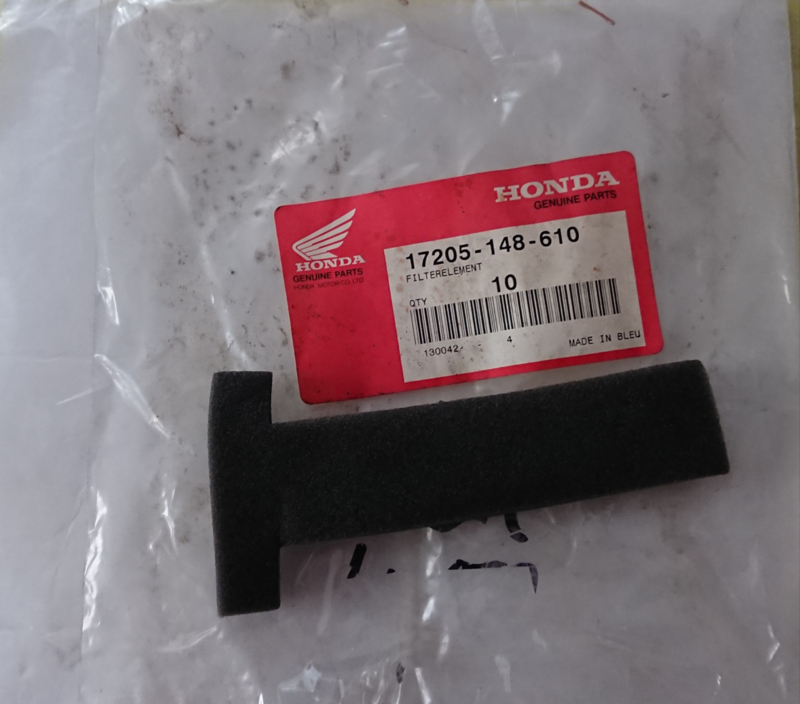 HONDA
GENUINE PARTS
HONDA
GENUINE PARTS
HONDA MOTOR CO., LTD.
17205-148-610
FILTERELEMENT
QTY
10
130042- 4
MADE IN BLEU